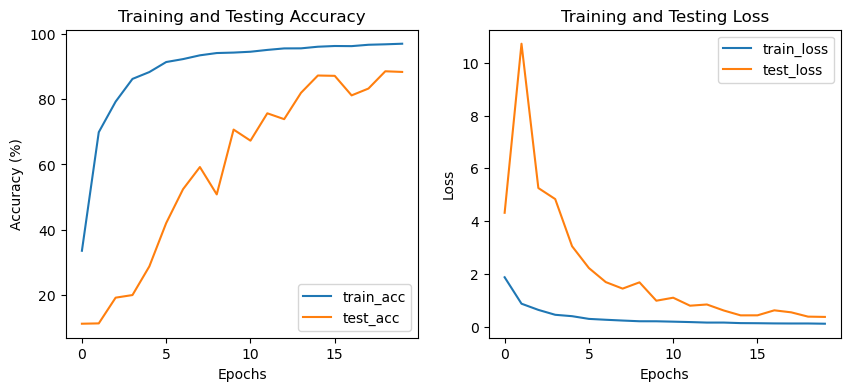 Training and Testing Accuracy
Accuracy (%)
100
80
60
40
20
0
5
10
15
Epochs
train_acc
test_acc
Training and Testing Loss
Loss
10
8
6
4
2
0
0
5
10
15
Epochs
train_loss
test_loss